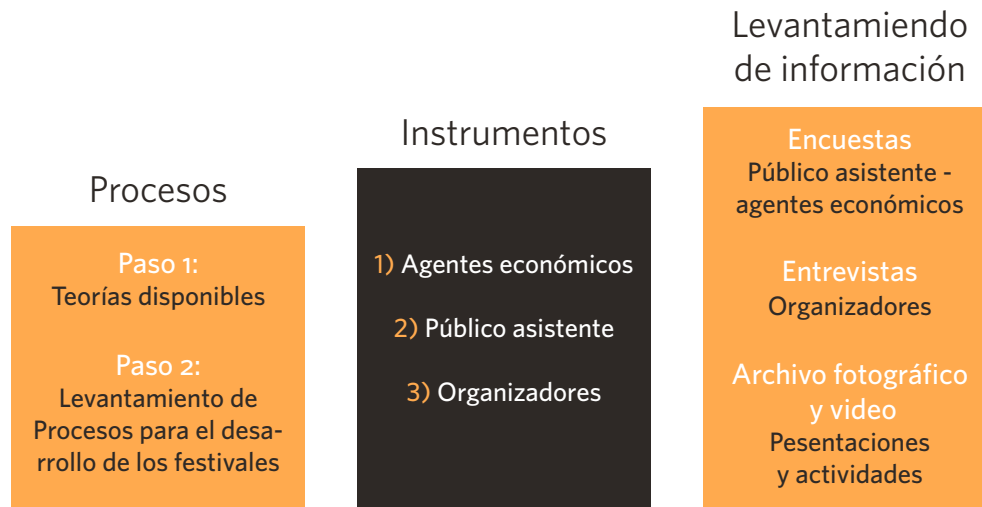 Procesos
Paso 1:
Teorías disponibles
Paso 2:
Levantamiento de
Procesos para el desa-
rrollo de los festivales
Instrumentos
1) Agentes económicos
2) Público asistente
3) Organizadores
Levantamiendo
de información
Encuestas
Público asistente -
agentes económicos
Entrevistas
Organizadores
Archivo fotográfico
y video
Pesentaciones
y actividades